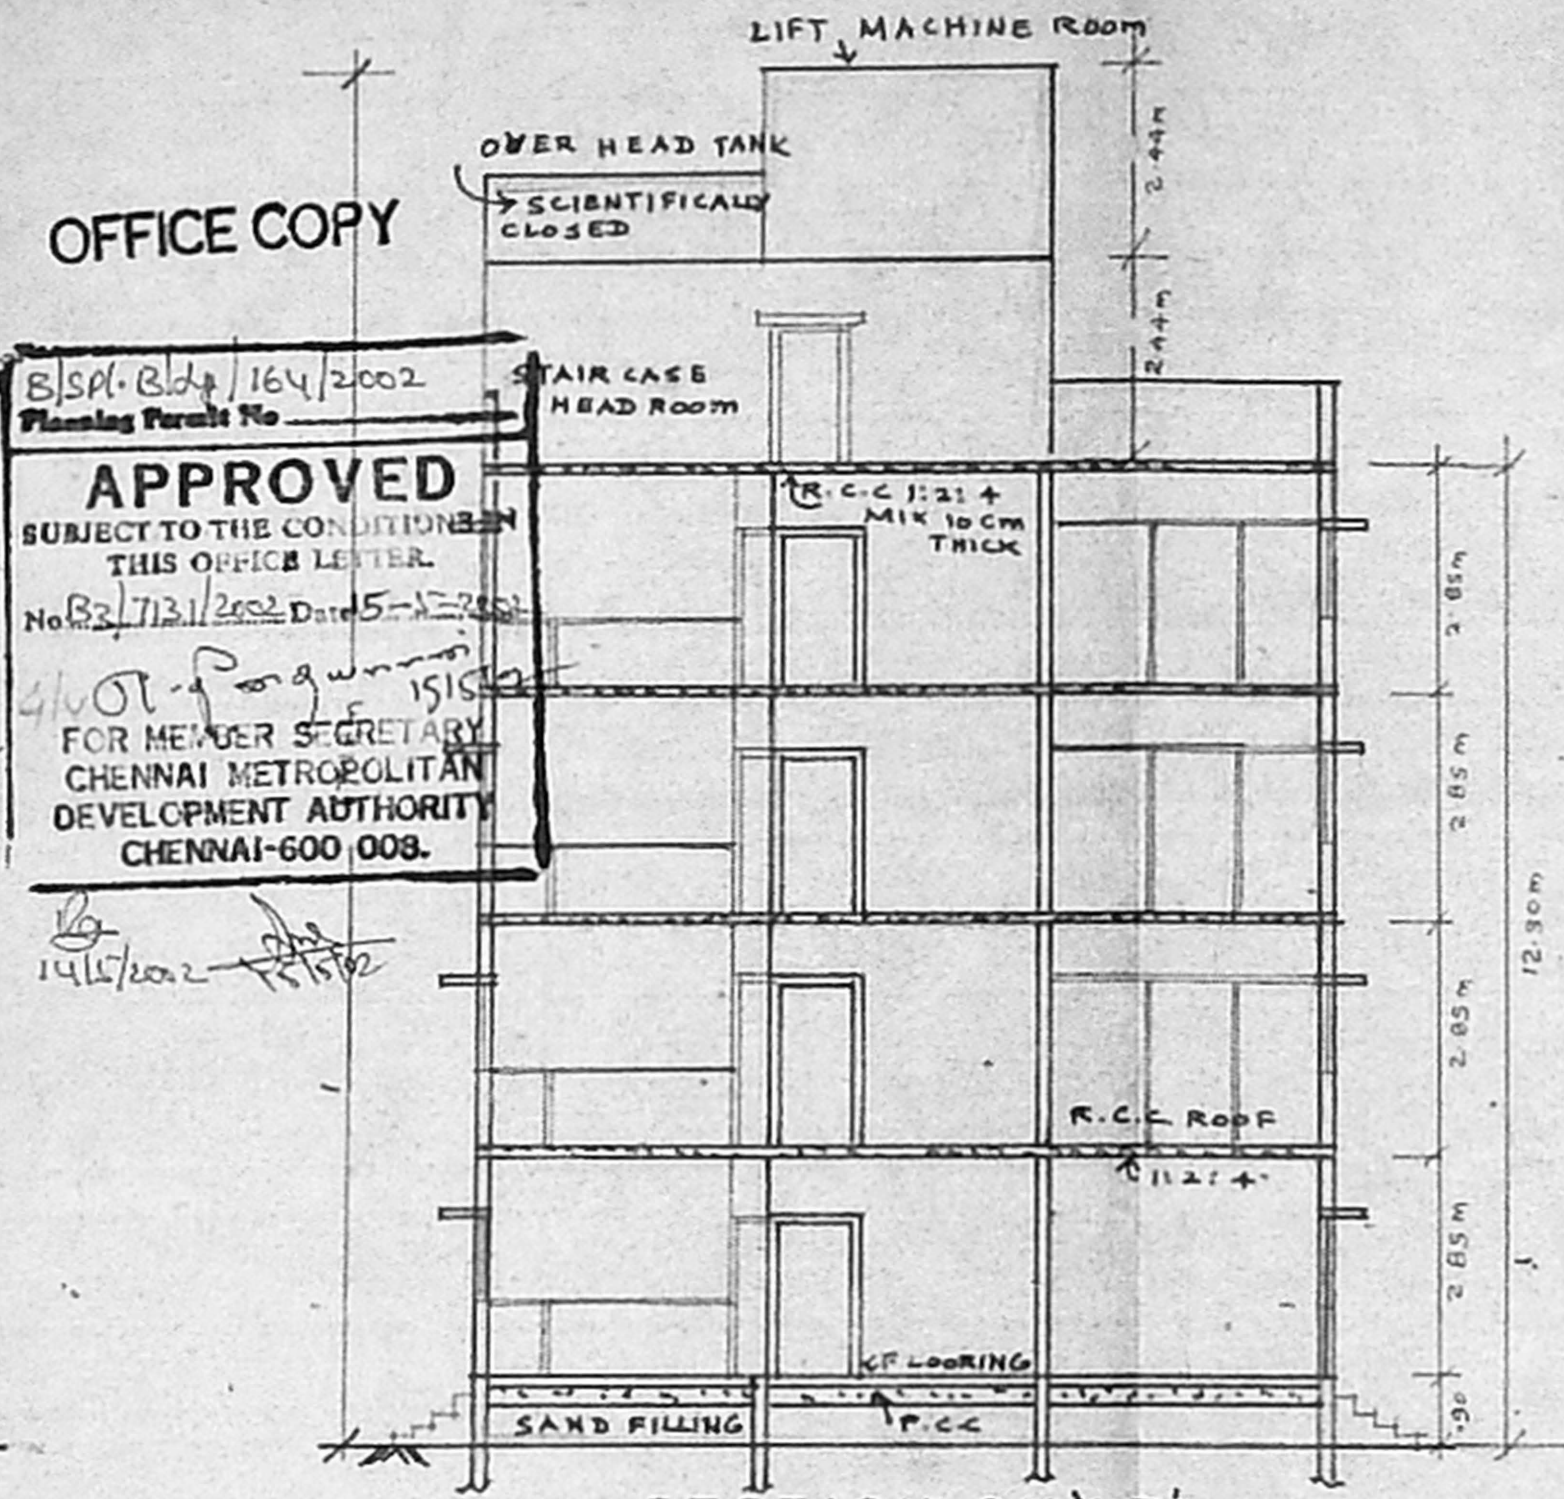 LIFT MACHINE ROOM
OVER HEAD TANK
SCIENTIFICALLY
CLOSED
2.44m
2.44m
OFFICE COPY
B/Spl. Bldg/164/2002
Planning Permit No
APPROVED
SUBJECT TO THE CONDITIONS IN
THIS OFFICE LETTER.
No B3/7131/2002 Date 15-5-2002
FOR MEMBER SECRETARY
CHENNAI METROPOLITAN
DEVELOPMENT AUTHORITY
CHENNAI-600 008.
14/5/2002
15/5/02
STAIR CASE
HEAD ROOM
R.C.C 1:2:4
MIX 10 Cm
THICK
2 85m
2 85m
2 85m
2 85m
.90
12.30m
R.C.C ROOF
1:2:4
FLOORING
SAND FILLING
P.C.C